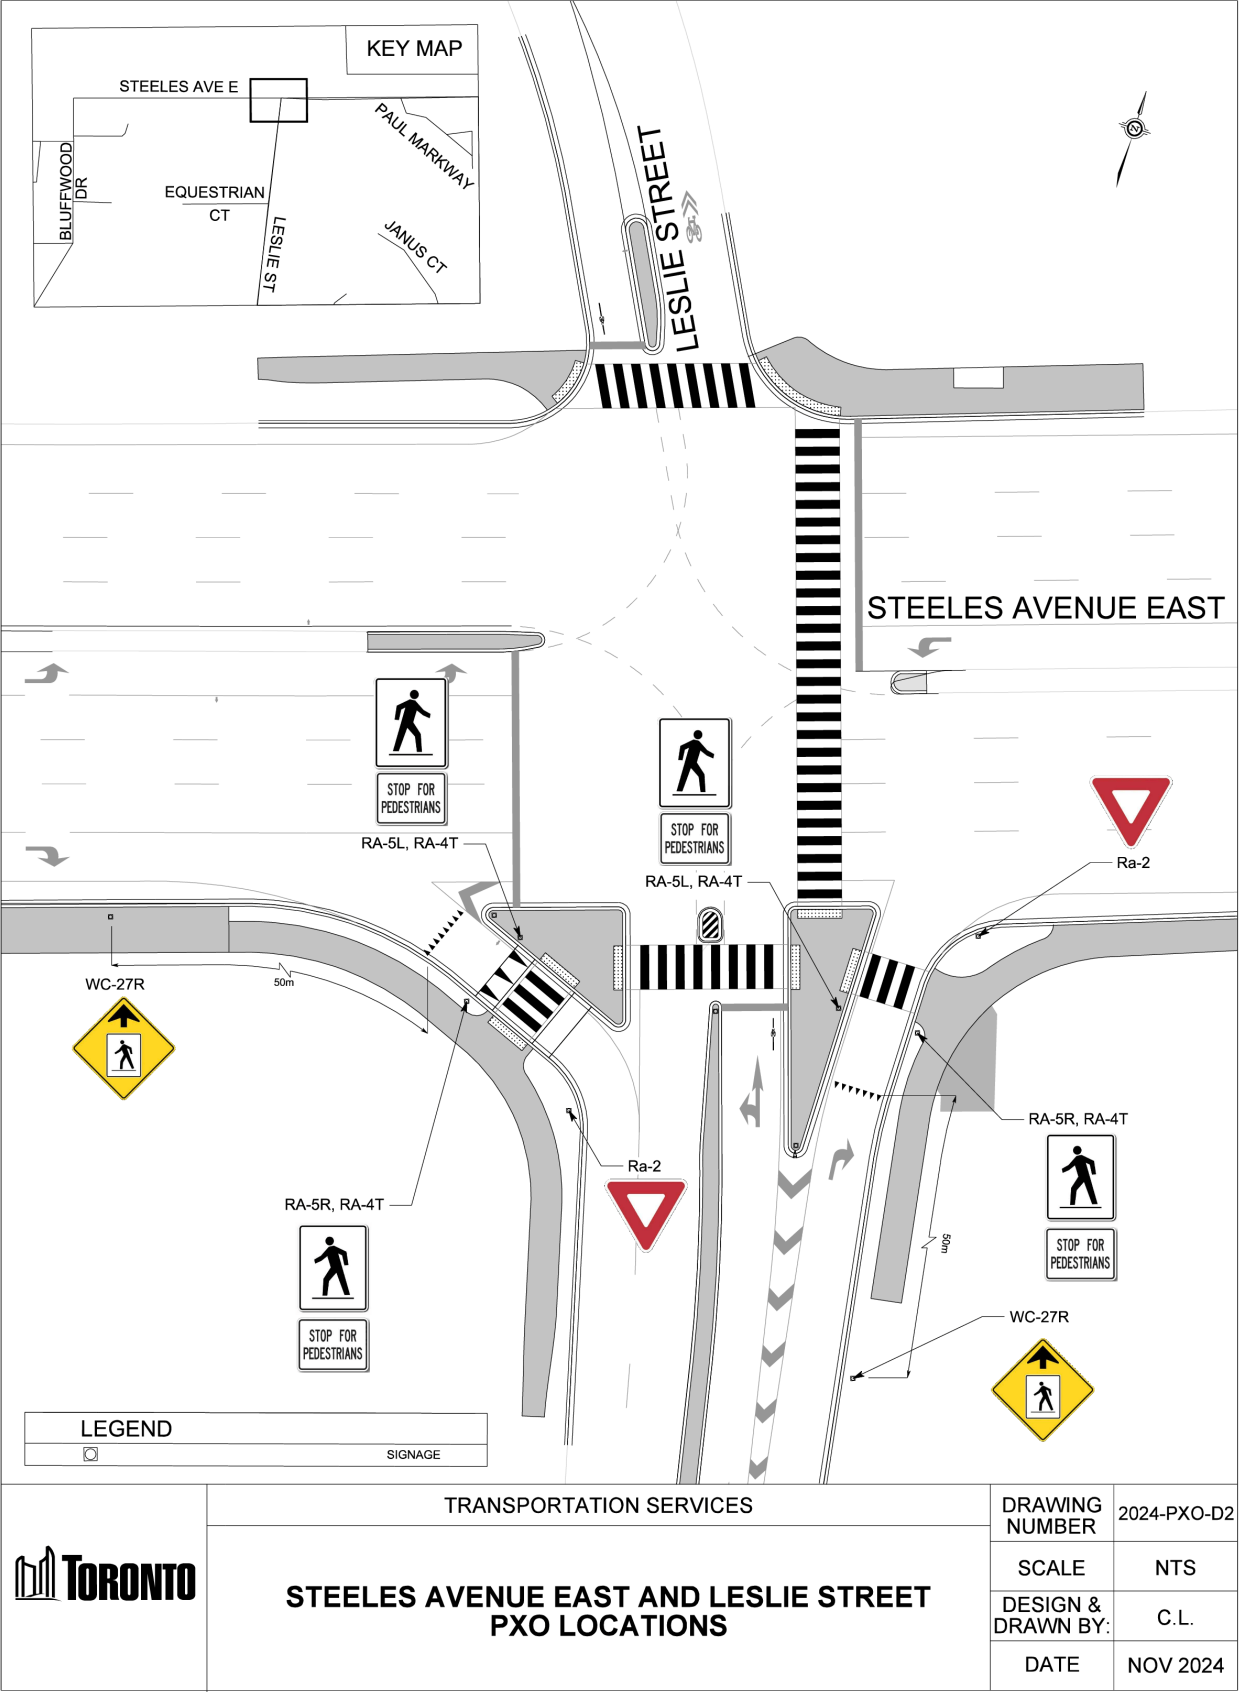 KEY MAP
STEELES AVE E
PAUL MARKWAY
BLUFFWOOD
DR
EQUESTRIAN
CT
LESLIE ST
JANUS CT
N
LESLIE STREET
STEELES AVENUE EAST
STOP FOR
PEDESTRIANS
RA-5L, RA-4T
STOP FOR
PEDESTRIANS
RA-5L, RA-4T
Ra-2
WC-27R
50m
RA-5R, RA-4T
STOP FOR
PEDESTRIANS
Ra-2
RA-5R, RA-4T
STOP FOR
PEDESTRIANS
50m
WC-27R
LEGEND
SIGNAGE
TORONTO
TRANSPORTATION SERVICES
STEELES AVENUE EAST AND LESLIE STREET
PXO LOCATIONS
DRAWING
NUMBER
2024-PXO-D2
SCALE
NTS
DESIGN &
DRAWN BY:
C.L.
DATE
NOV 2024